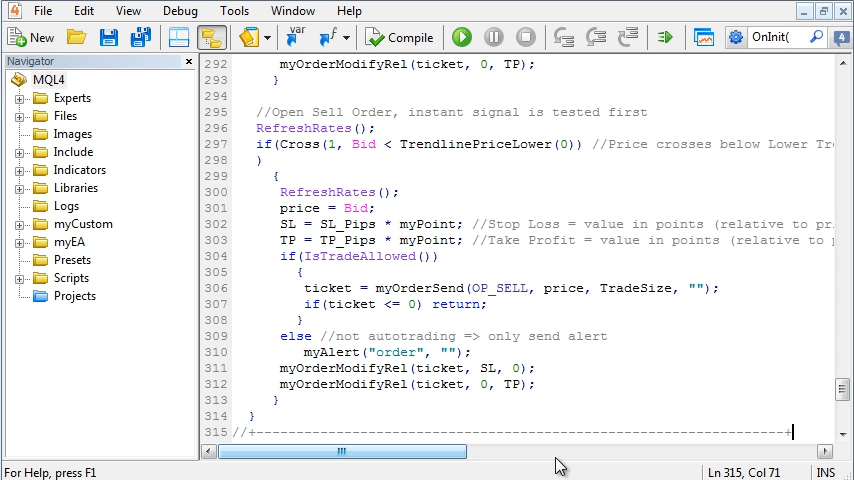 File Edit View Debug Tools Window Help
New var f Compile OnInit( 4
Navigator ×
MQL4
Experts
Files
Images
Include
Indicators
Libraries
Logs
myCustom
myEA
Presets
Scripts
Projects
292 myOrderModifyRel(ticket, 0, TP);
293 }
294
295 //Open Sell Order, instant signal is tested first
296 RefreshRates();
297 if(Cross(1, Bid < TrendlinePriceLower(0)) //Price crosses below Lower Tr
298 )
299 {
300 RefreshRates();
301 price = Bid;
302 SL = SL_Pips * myPoint; //Stop Loss = value in points (relative to pr
303 TP = TP_Pips * myPoint; //Take Profit = value in points (relative to
304 if(IsTradeAllowed())
305 {
306 ticket = myOrderSend(OP_SELL, price, TradeSize, "");
307 if(ticket <= 0) return;
308 }
309 else //not autotrading => only send alert
310 myAlert("order", "");
311 myOrderModifyRel(ticket, SL, 0);
312 myOrderModifyRel(ticket, 0, TP);
313 }
314 }
315 //+------------------------------------------------------------------+
For Help, press F1 Ln 315, Col 71 INS